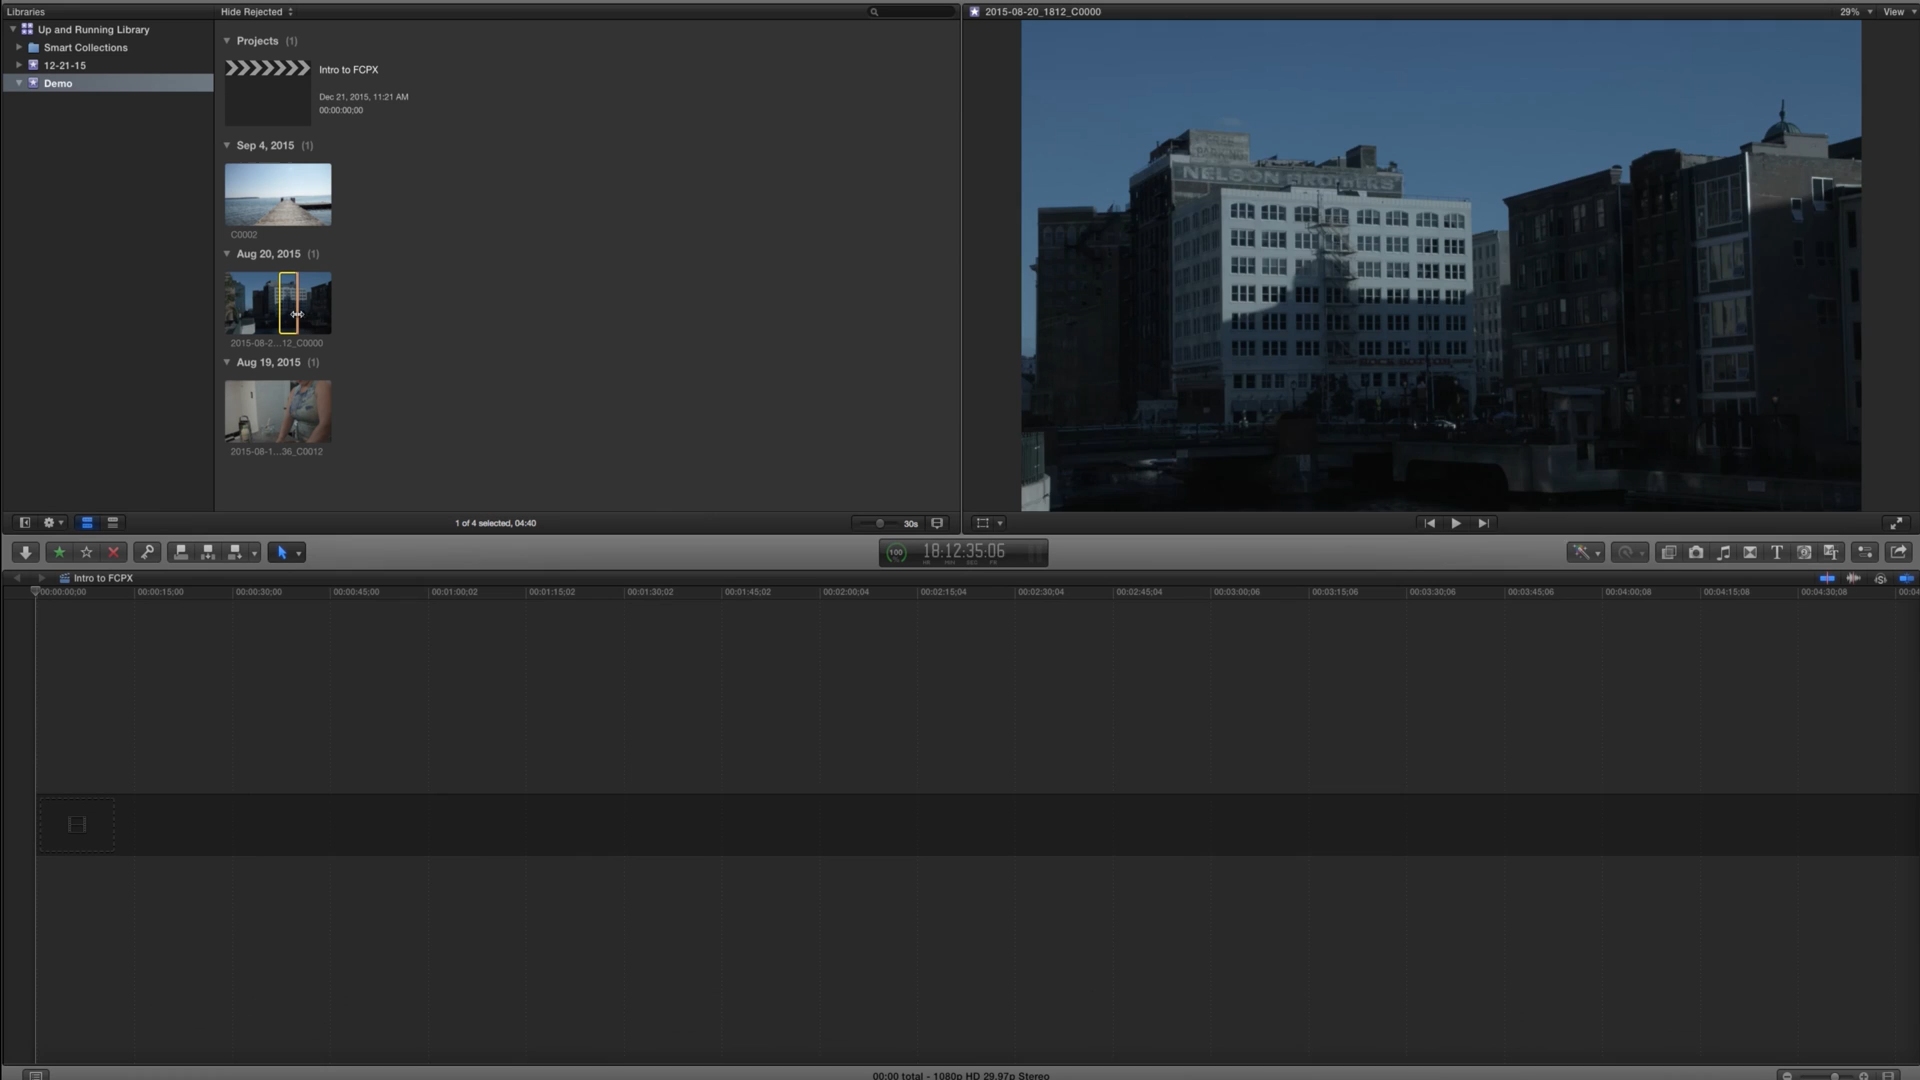 Libraries
Hide Rejected
2015-08-20_1812_C0000
29%
View
Up and Running Library
Smart Collections
12-21-15
Demo
Projects (1)
Intro to FCPX
Dec 21, 2015, 11:21 AM
00:00:00;00
Sep 4, 2015 (1)
C0002
Aug 20, 2015 (1)
2015-08-2...12_C0000
Aug 19, 2015 (1)
2015-08-1...36_C0012
NELSON BROTHERS
1 of 4 selected, 04:40
30s
100
18:12:35:06
HR MIN SEC FR
T
Intro to FCPX
00:00:00;00
00:00:15;00
00:00:30;00
00:00:45;00
00:01:00;02
00:01:15;02
00:01:30;02
00:01:45;02
00:02:00;04
00:02:15;04
00:02:30;04
00:02:45;04
00:03:00;06
00:03:15;06
00:03:30;06
00:03:45;06
00:04:00;08
00:04:15;08
00:04:30;08
00:04
00:00 total - 1080p HD 29.97p Stereo